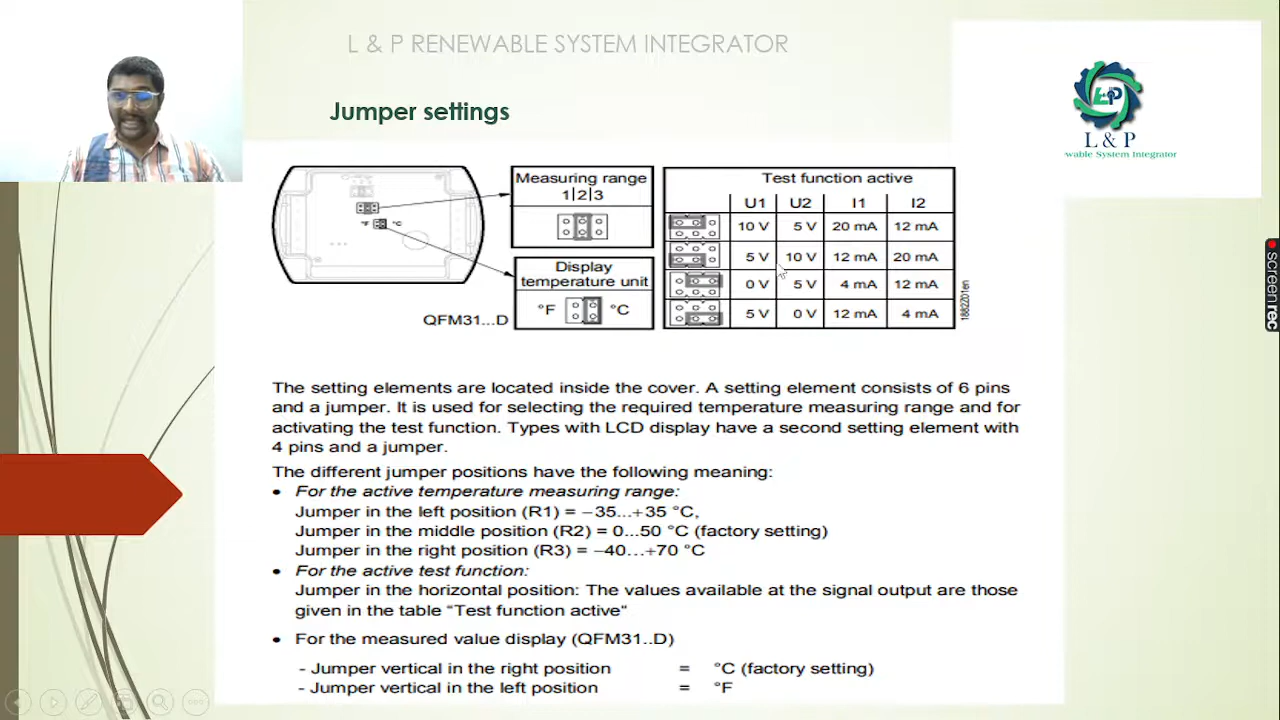 L & P RENEWABLE SYSTEM INTEGRATOR
Jumper settings
L & P
wable System Integrator
Measuring range
1|2|3
Display
temperature unit
°F °C
QFM31...D
°F °C
Test function active
U1 U2 I1 I2
10 V 5 V 20 mA 12 mA
5 V 10 V 12 mA 20 mA
0 V 5 V 4 mA 12 mA
5 V 0 V 12 mA 4 mA
1882Z01en
The setting elements are located inside the cover. A setting element consists of 6 pins
and a jumper. It is used for selecting the required temperature measuring range and for
activating the test function. Types with LCD display have a second setting element with
4 pins and a jumper.
The different jumper positions have the following meaning:
• For the active temperature measuring range:
Jumper in the left position (R1) = −35...+35 °C,
Jumper in the middle position (R2) = 0...50 °C (factory setting)
Jumper in the right position (R3) = −40…+70 °C
• For the active test function:
Jumper in the horizontal position: The values available at the signal output are those
given in the table “Test function active“
• For the measured value display (QFM31..D)
- Jumper vertical in the right position = °C (factory setting)
- Jumper vertical in the left position = °F
screenrec